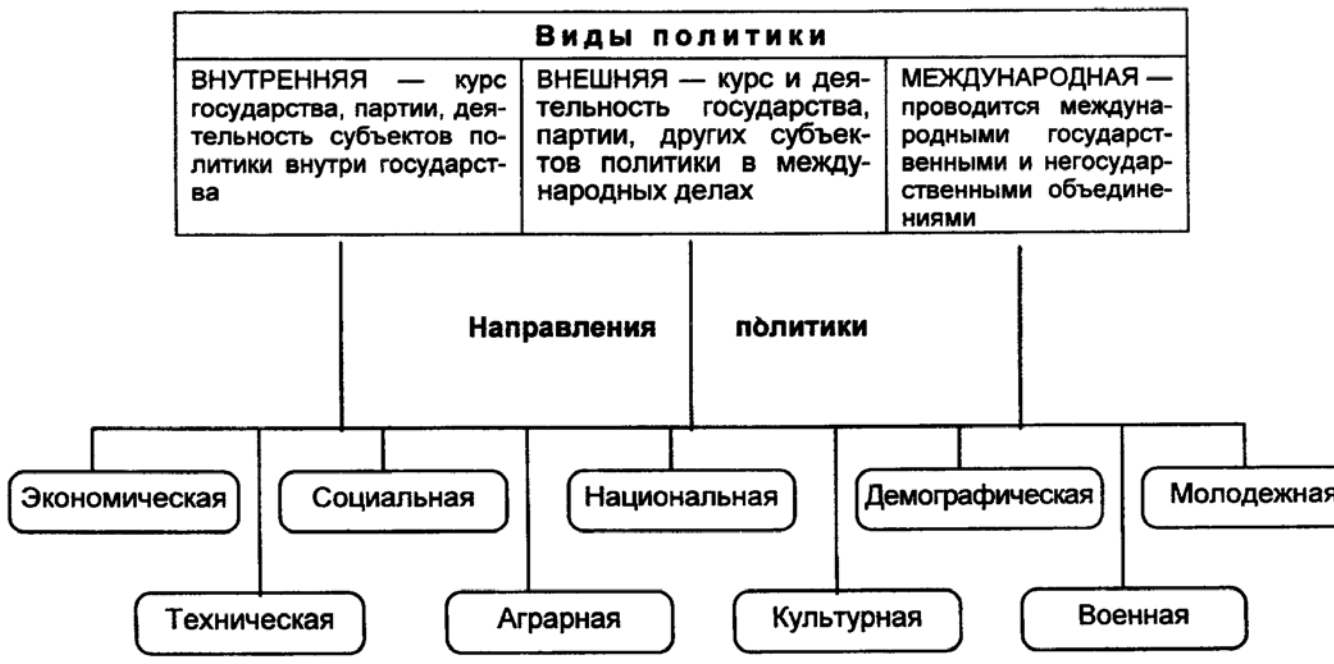 Виды политики
ВНУТРЕННЯЯ — курс
государства, партии, дея-
тельность субъектов по-
литики внутри государст-
ва
ВНЕШНЯЯ — курс и дея-
тельность государства,
партии, других субъек-
тов политики в между-
народных делах
МЕЖДУНАРОДНАЯ —
проводится междуна-
родными государст-
венными и негосудар-
ственными объедине-
ниями
Направления политики
Экономическая
Социальная
Национальная
Демографическая
Молодежная
Техническая
Аграрная
Культурная
Военная